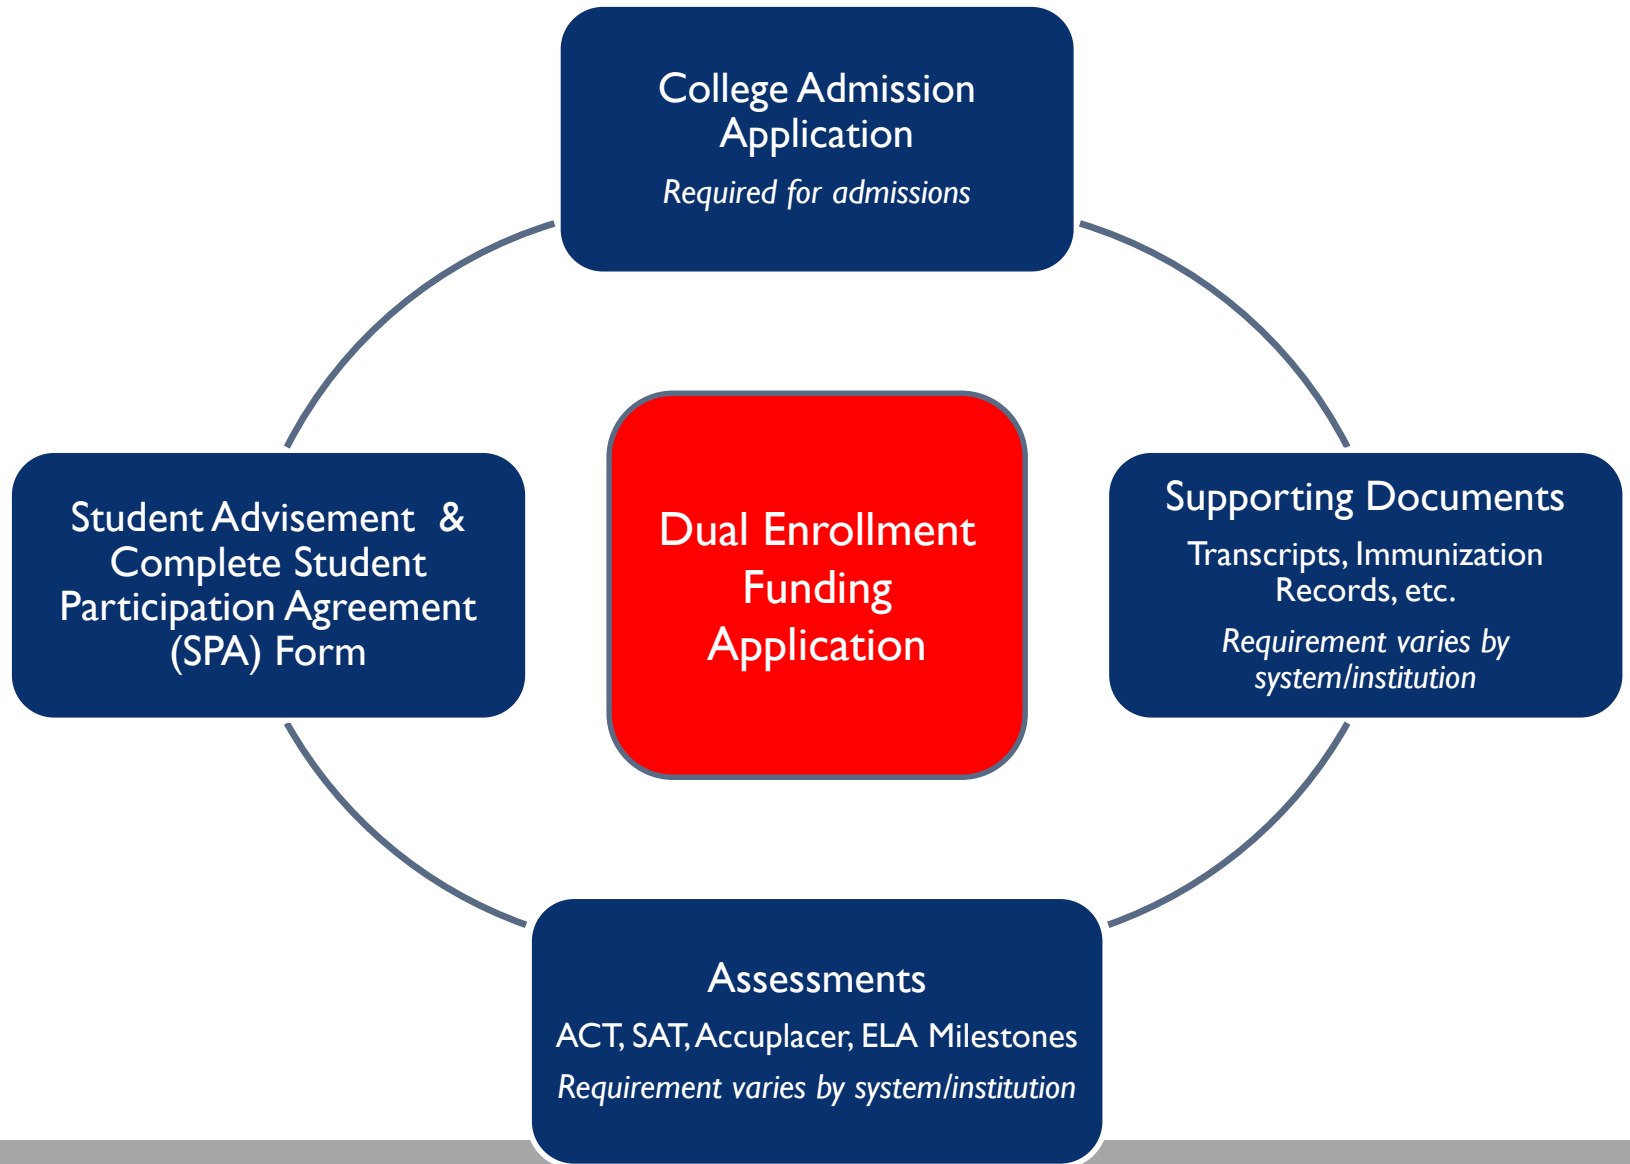 College Admission
Application
Required for admissions
Student Advisement & 
Complete Student
Participation Agreement
(SPA) Form
Dual Enrollment
Funding
Application
Supporting Documents
Transcripts, Immunization
Records, etc.
Requirement varies by
system/institution
Assessments
ACT, SAT, Accuplacer, ELA Milestones
Requirement varies by system/institution